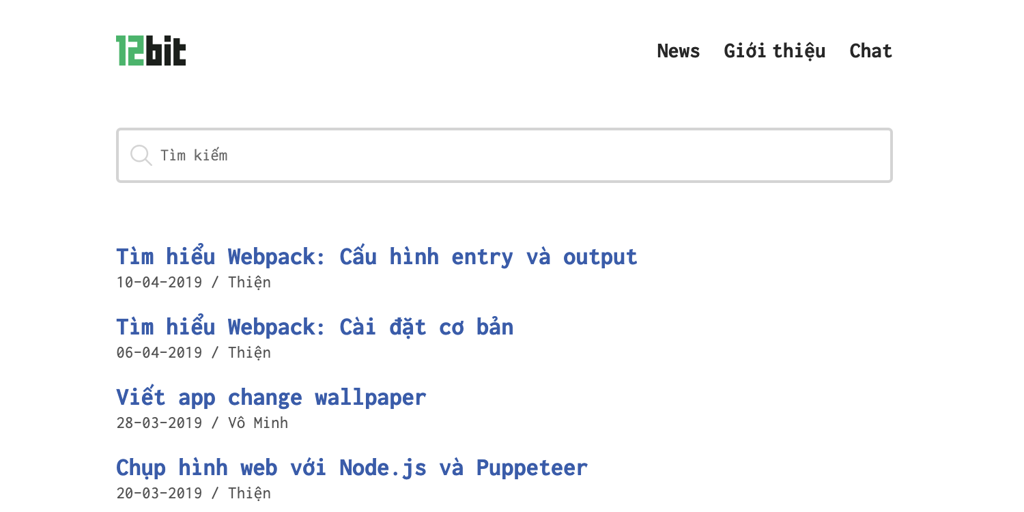 12bit
News Giới thiệu Chat
Tìm kiếm
Tìm hiểu Webpack: Cấu hình entry và output
10-04-2019 / Thiện
Tìm hiểu Webpack: Cài đặt cơ bản
06-04-2019 / Thiện
Viết app change wallpaper
28-03-2019 / Vô Minh
Chụp hình web với Node.js và Puppeteer
20-03-2019 / Thiện